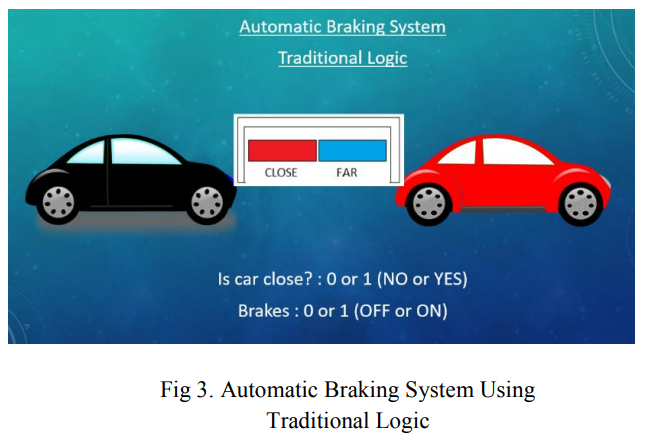 Automatic Braking System
Traditional Logic
CLOSE FAR
Is car close? : 0 or 1 (NO or YES)
Brakes : 0 or 1 (OFF or ON)
Fig 3. Automatic Braking System Using
Traditional Logic